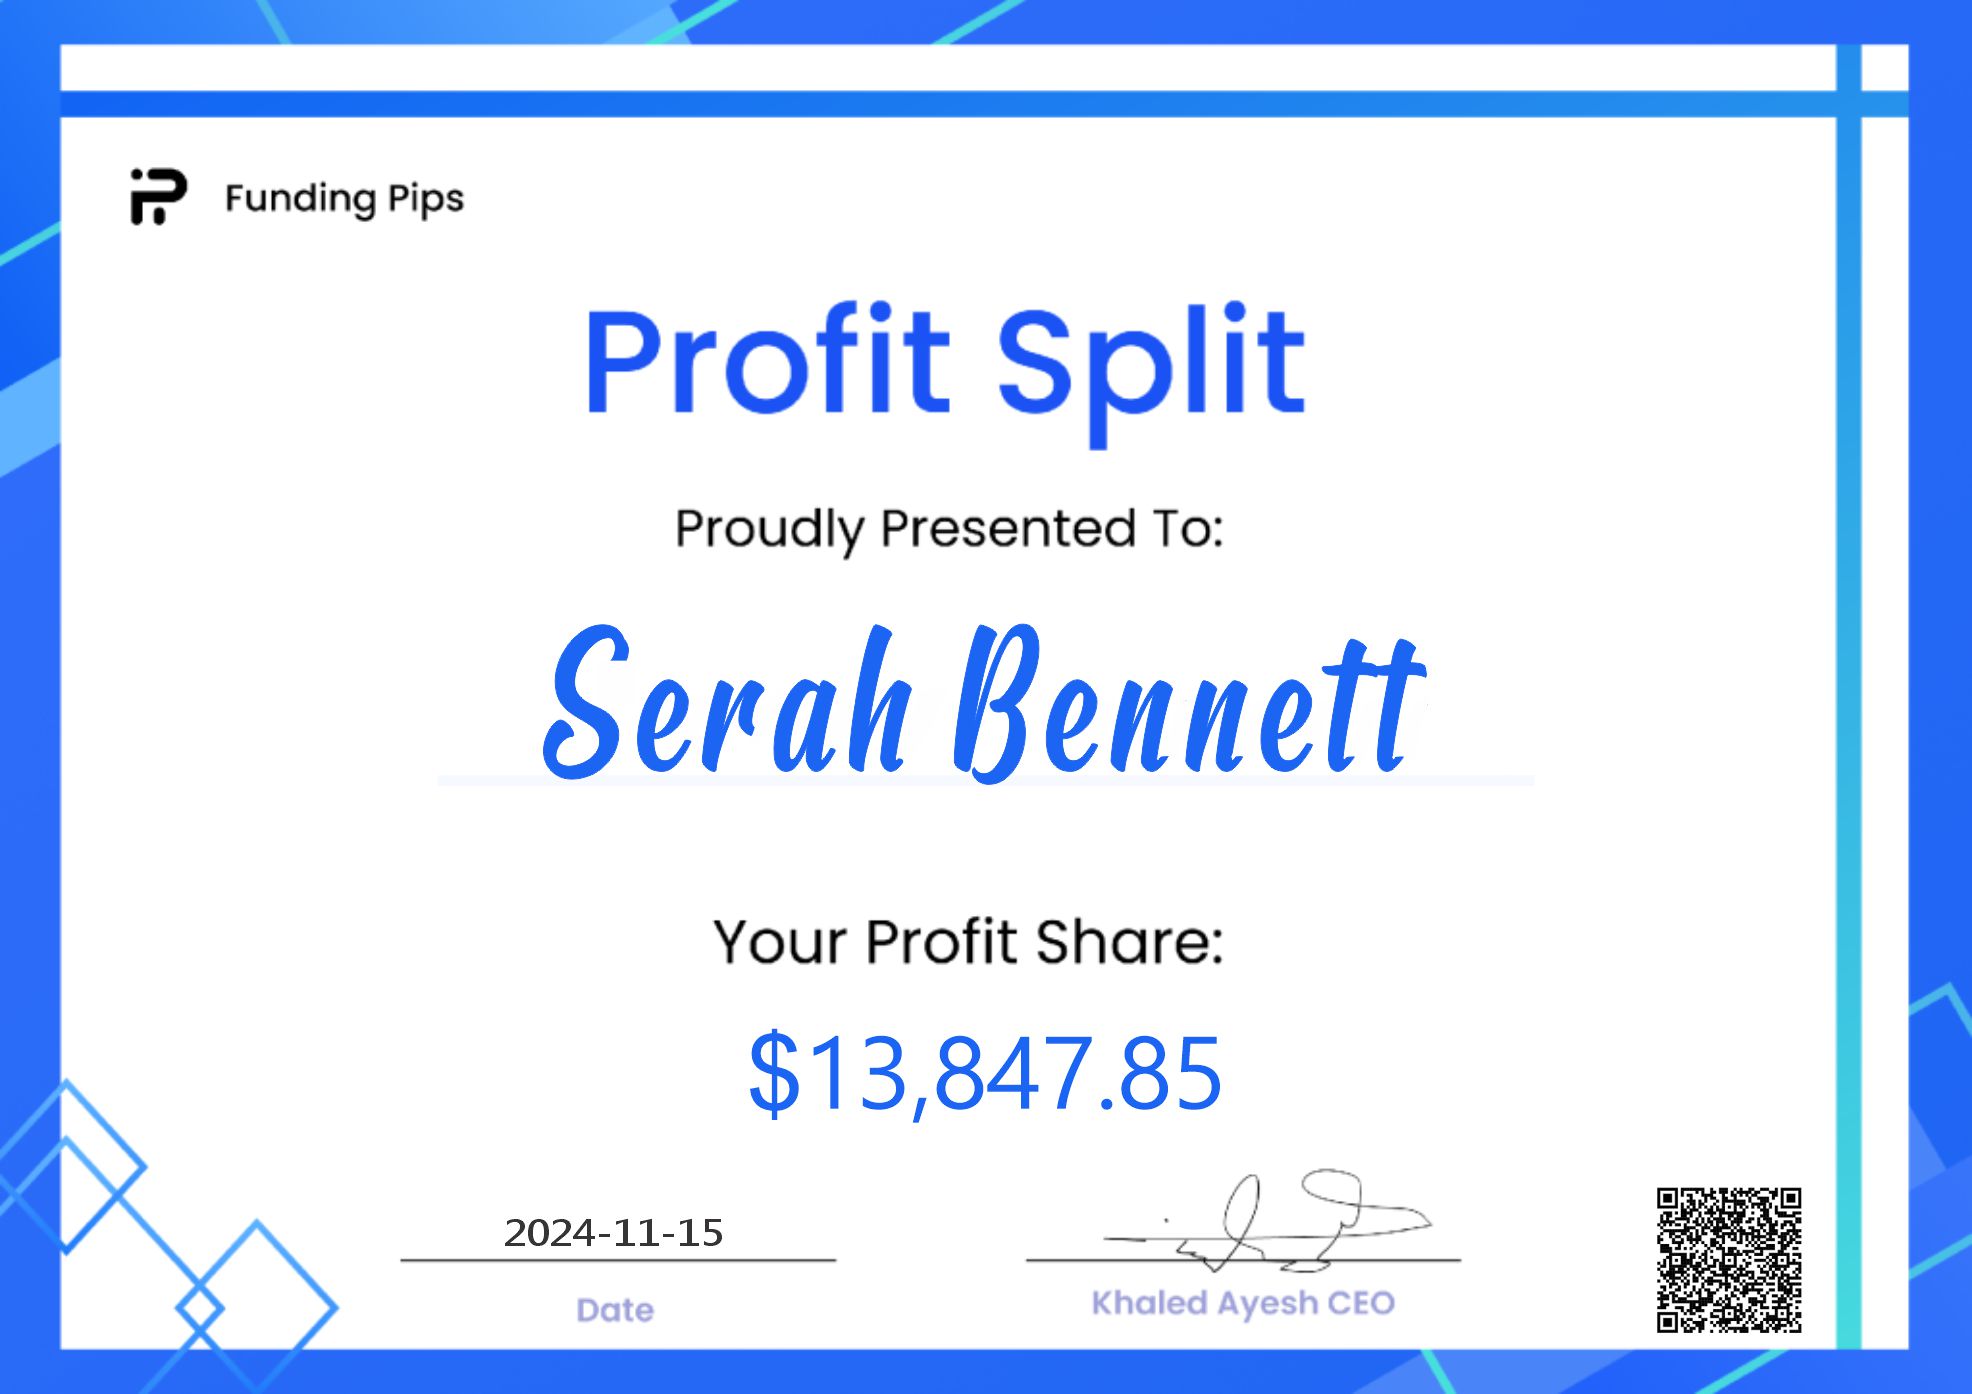 Funding Pips
Profit Split
Proudly Presented To:
Serah Bennett
Your Profit Share:
$13,847.85
2024-11-15
Date
Khaled Ayesh CEO